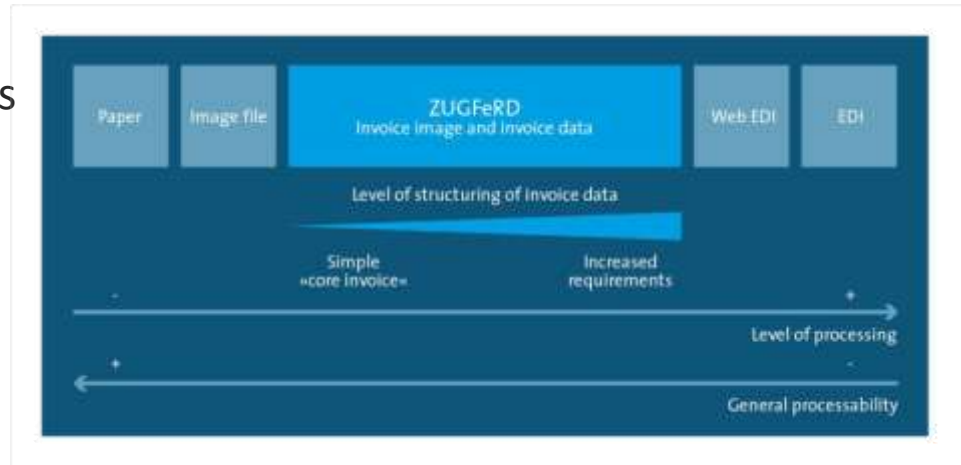 s
Paper
Image file
ZUGFeRD
Invoice image and invoice data
Web EDI
EDI
Level of structuring of invoice data
Simple
»core invoice«
Increased
requirements
- +
Level of processing
+ -
General processability